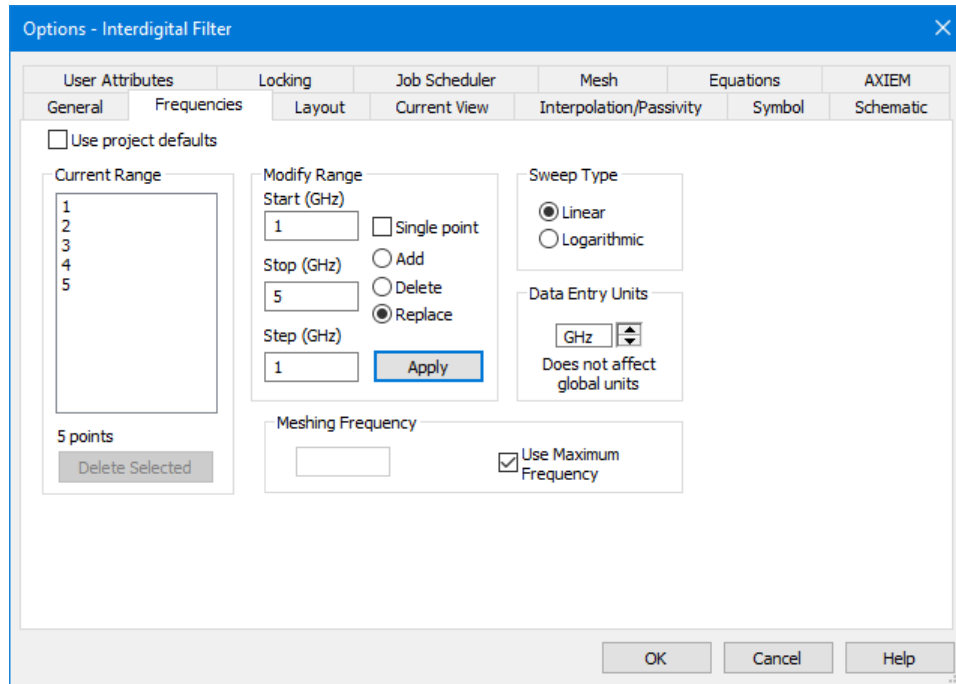 Options - Interdigital Filter
User Attributes Locking Job Scheduler Mesh Equations AXIEM
General Frequencies Layout Current View Interpolation/Passivity Symbol Schematic
Use project defaults
Current Range
1
2
3
4
5
5 points
Delete Selected
Modify Range
Start (GHz)
1
Single point
Add
Stop (GHz)
Delete
5
Replace
Step (GHz)
1
Apply
Sweep Type
Linear
Logarithmic
Data Entry Units
GHz
Does not affect
global units
Meshing Frequency
Use Maximum
Frequency
OK Cancel Help